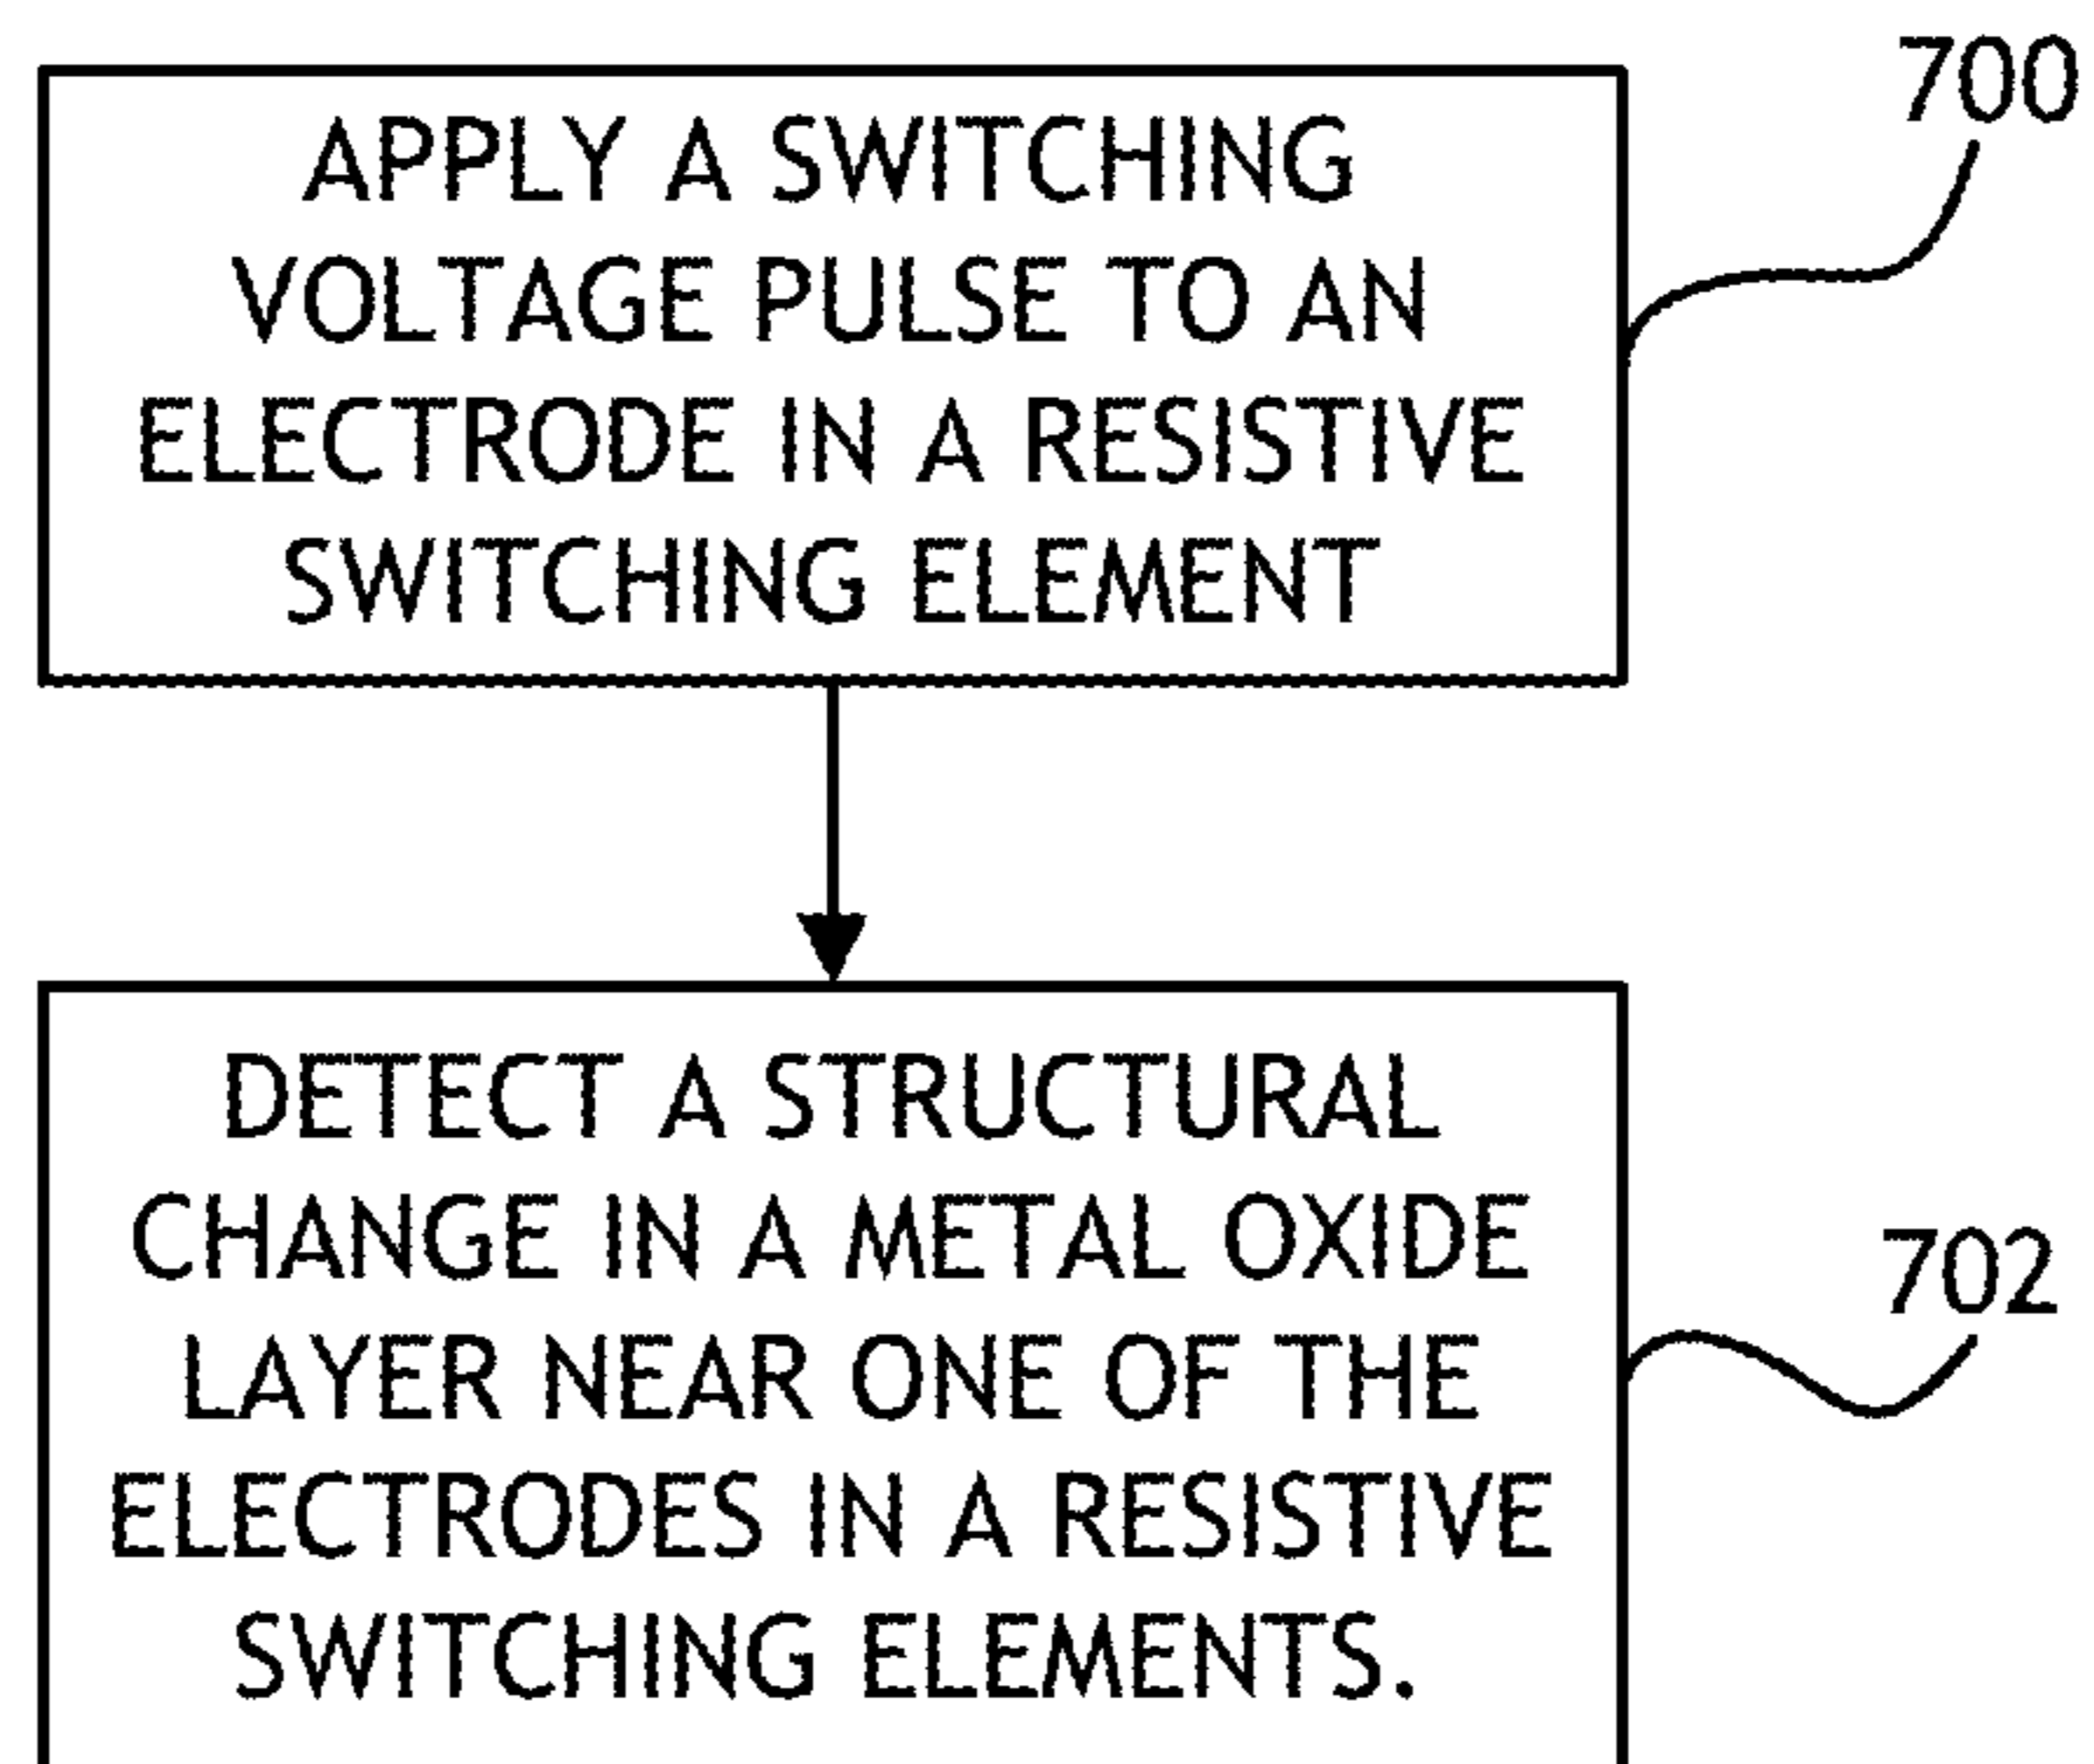 700
APPLY A SWITCHING
VOLTAGE PULSE TO AN
ELECTRODE IN A RESISTIVE
SWITCHING ELEMENT
DETECT A STRUCTURAL
CHANGE IN A METAL OXIDE
702
LAYER NEAR ONE OF THE
ELECTRODES IN A RESISTIVE
SWITCHING ELEMENTS.